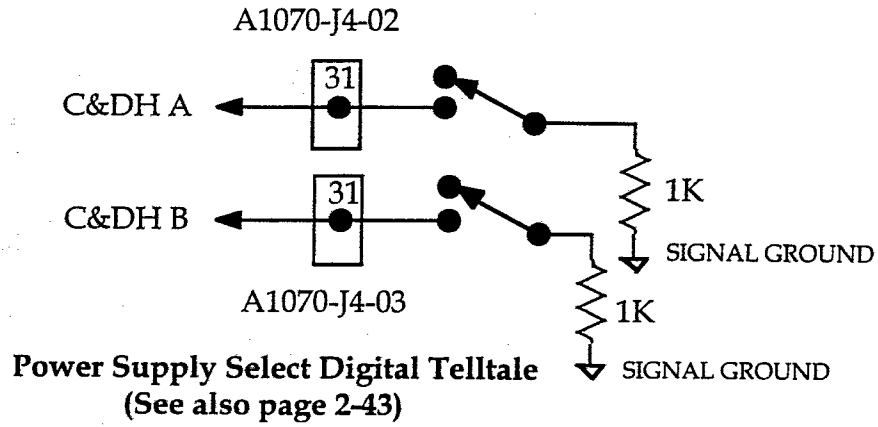 A1070-J4-02
31
C&DH A
1K
SIGNAL GROUND
31
C&DH B
A1070-J4-03
1K
SIGNAL GROUND
Power Supply Select Digital Telltale
(See also page 2-43)